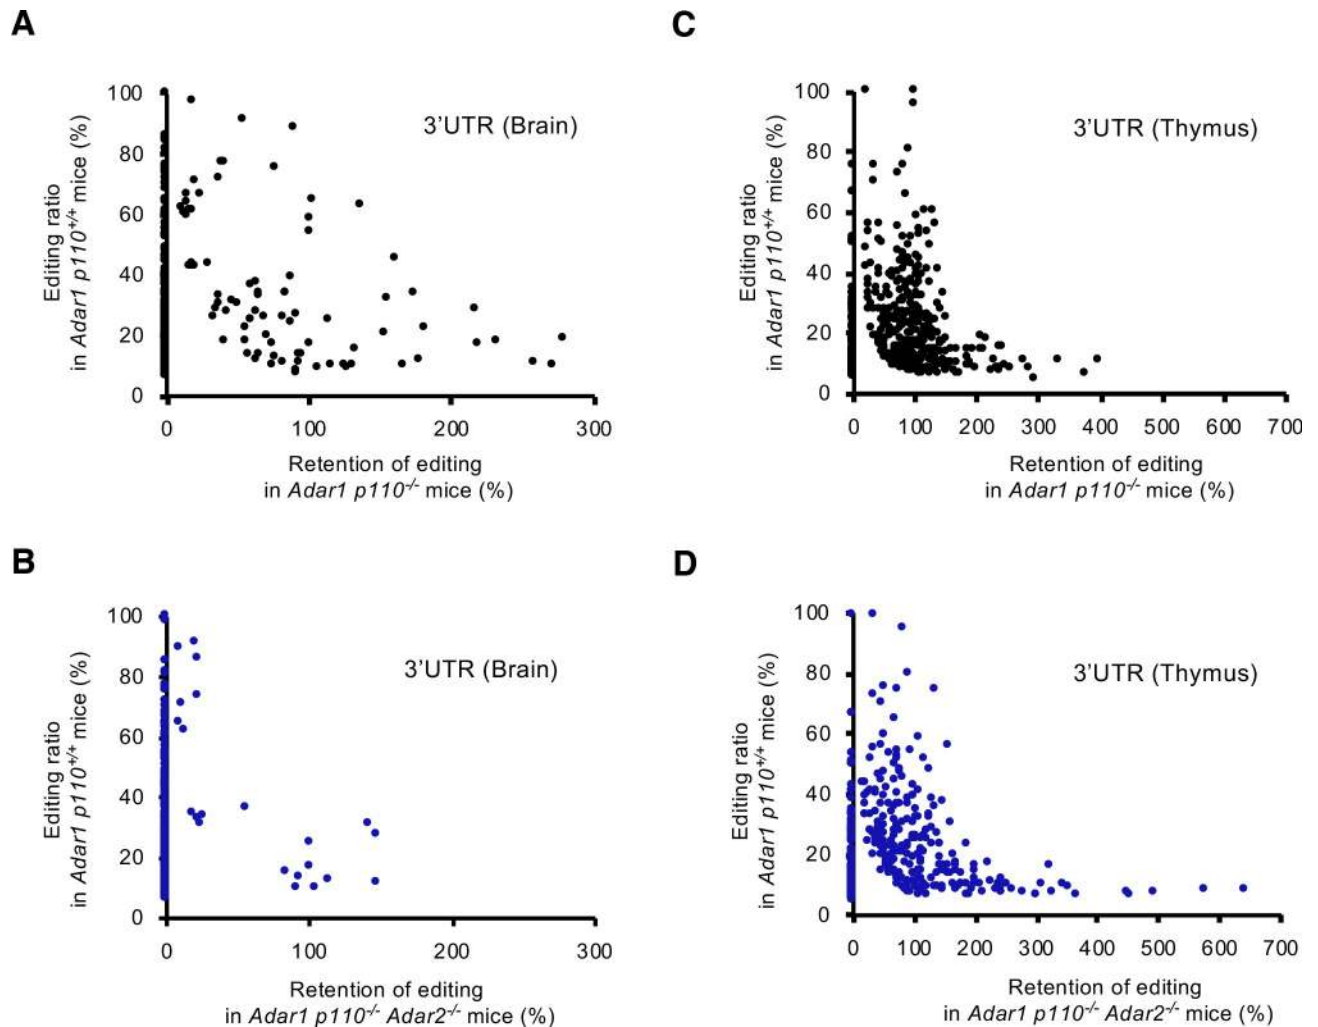 A
100
80
60
40
20
0
Editing ratio
in Adar1 p110+/+ mice (%)
3'UTR (Brain)
0 100 200 300
Retention of editing
in Adar1 p110-/- mice (%)
C
100
80
60
40
20
0
Editing ratio
in Adar1 p110+/+ mice (%)
3'UTR (Thymus)
0 100 200 300 400 500 600 700
Retention of editing
in Adar1 p110-/- mice (%)
B
100
80
60
40
20
0
Editing ratio
in Adar1 p110+/+ mice (%)
3'UTR (Brain)
0 100 200 300
Retention of editing
in Adar1 p110-/- Adar2-/- mice (%)
D
100
80
60
40
20
0
Editing ratio
in Adar1 p110+/+ mice (%)
3'UTR (Thymus)
0 100 200 300 400 500 600 700
Retention of editing
in Adar1 p110-/- Adar2-/- mice (%)